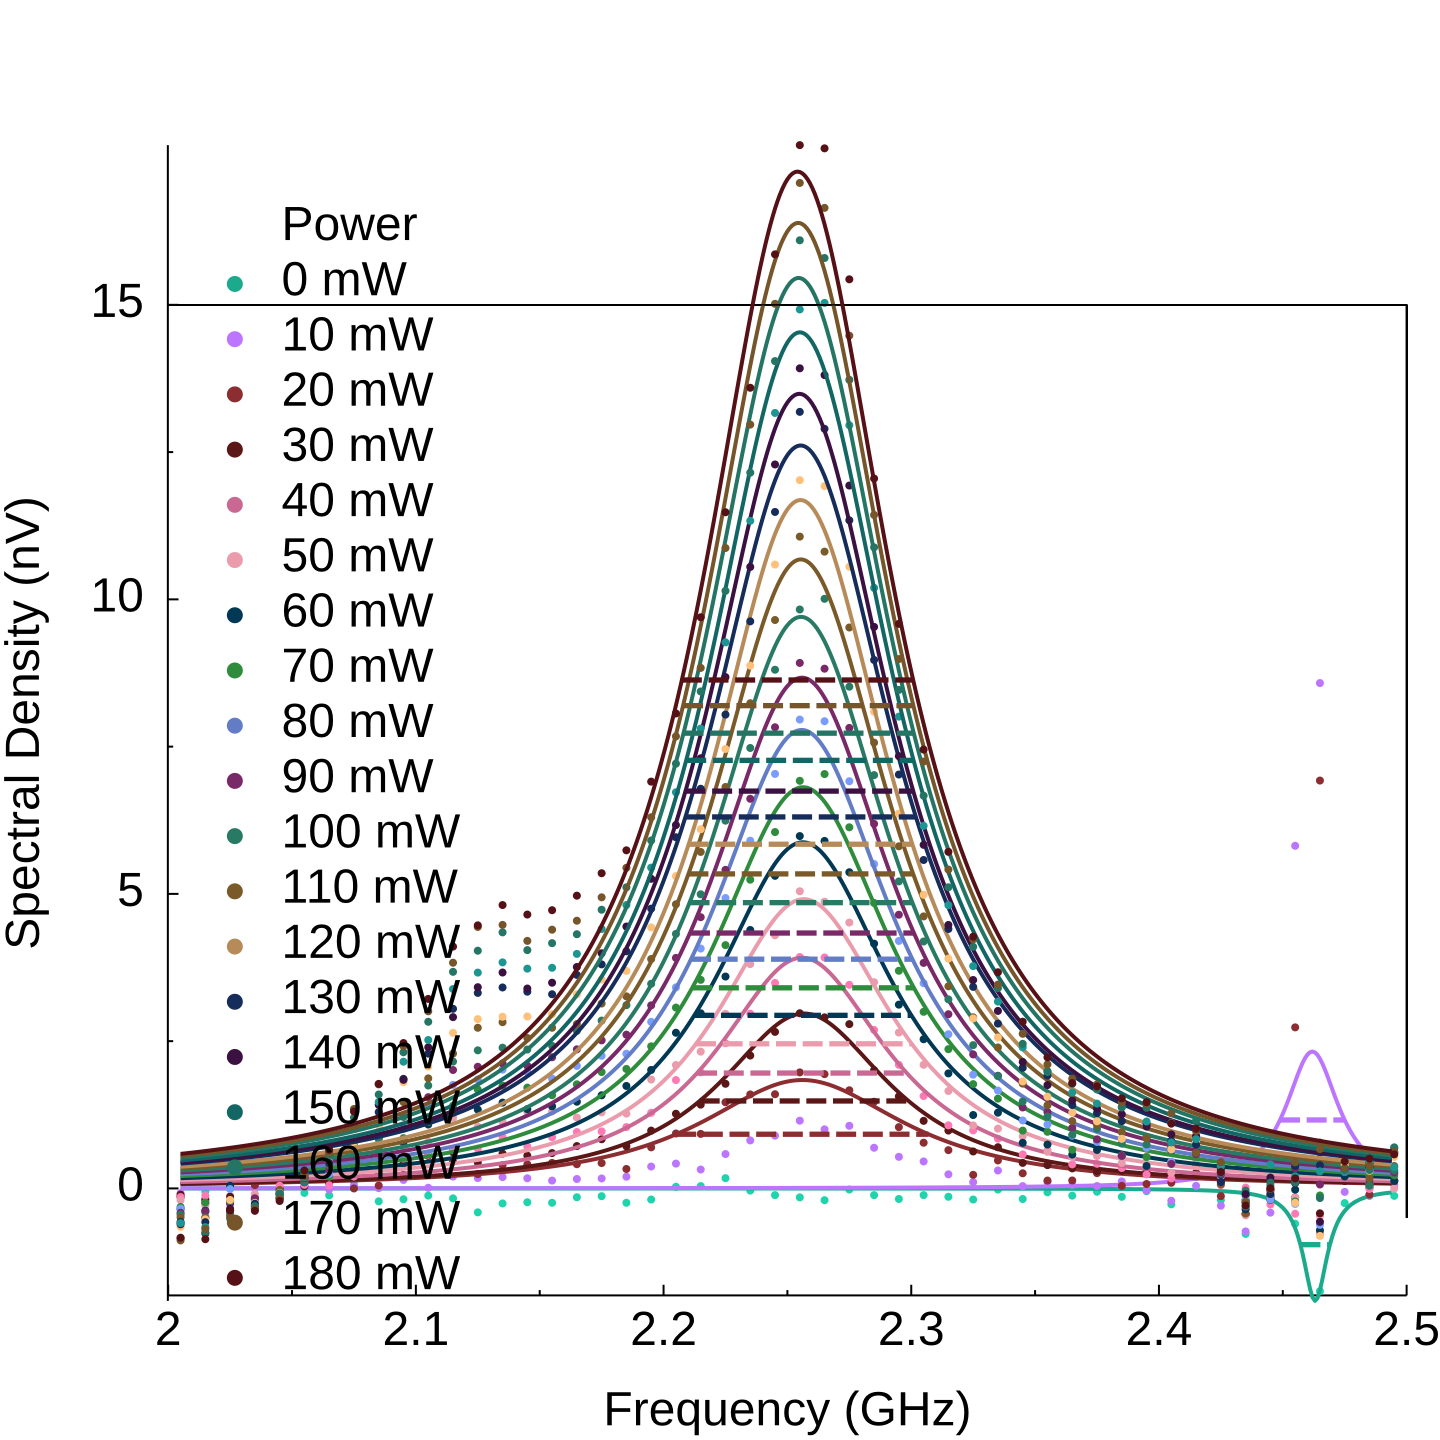 Power
0 mW
10 mW
20 mW
30 mW
40 mW
50 mW
60 mW
70 mW
80 mW
90 mW
100 mW
110 mW
120 mW
130 mW
140 mW
150 mW
160 mW
170 mW
180 mW
15
10
5
0
Spectral Density (nV)
2
2.1
2.2
2.3
2.4
2.5
Frequency (GHz)